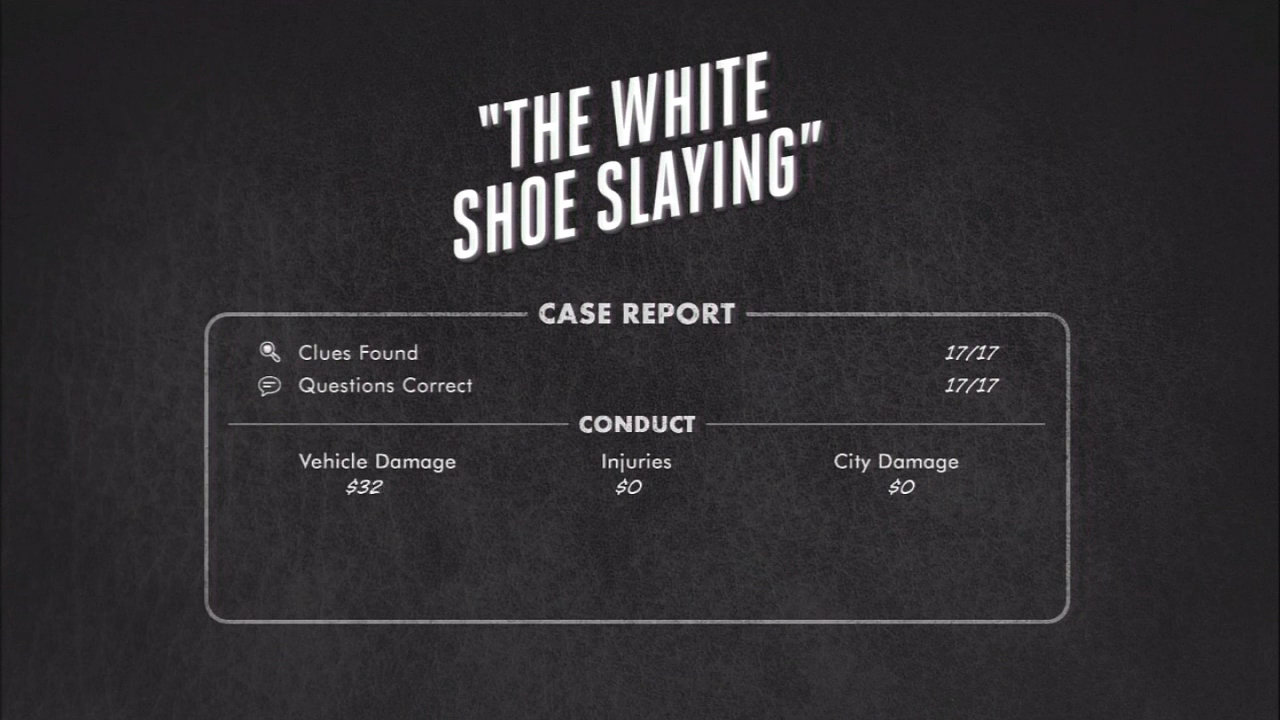 "THE WHITE
SHOE SLAYING"
CASE REPORT
Clues Found 17/17
Questions Correct 17/17
CONDUCT
Vehicle Damage Injuries City Damage
$32 $0 $0